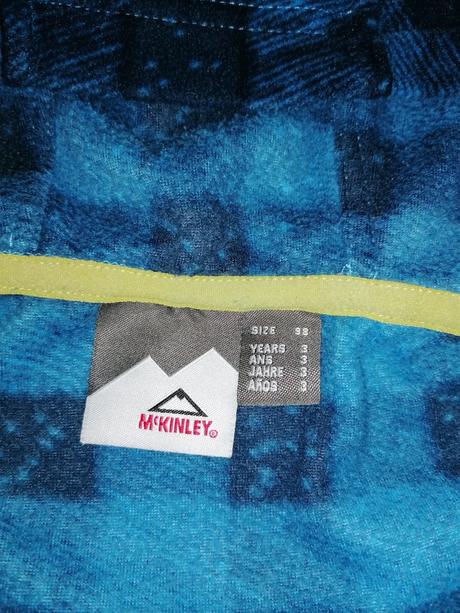 SIZE 98
YEARS 3
ANS 3
JAHRE 3
AÑOS 3
McKINLEY®